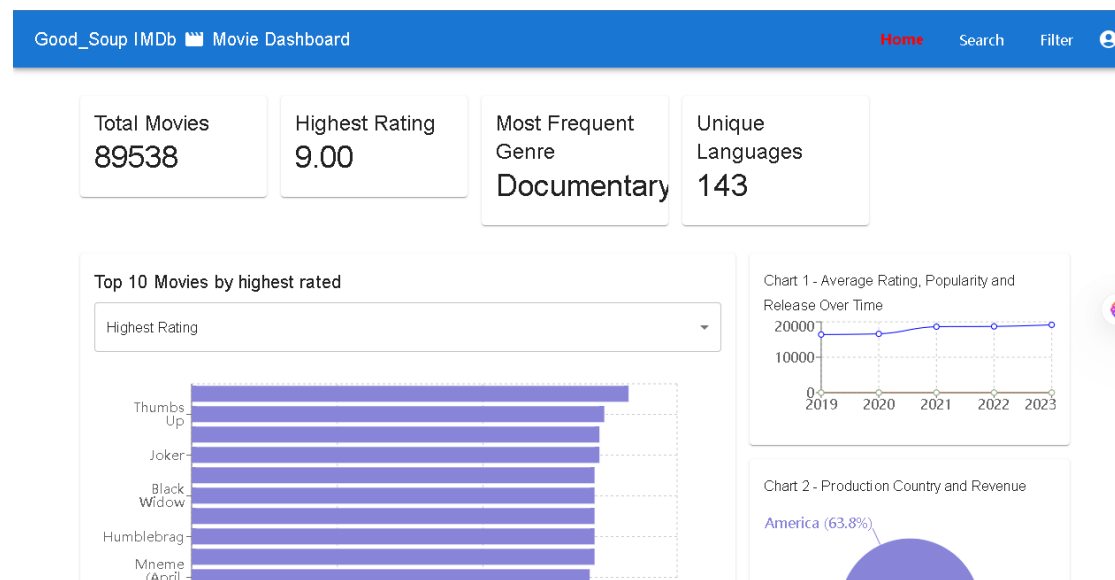 Good_Soup IMDb 🎬 Movie Dashboard
Home
Search
Filter
Total Movies
89538
Highest Rating
9.00
Most Frequent
Genre
Documentary
Unique
Languages
143
Top 10 Movies by highest rated
Highest Rating
Thumbs
Up
Joker
Black
Widow
Humblebrag
Mneme
(April
Chart 1 - Average Rating, Popularity and
Release Over Time
20000
10000
0
2019 2020 2021 2022 2023
Chart 2 - Production Country and Revenue
America (63.8%)